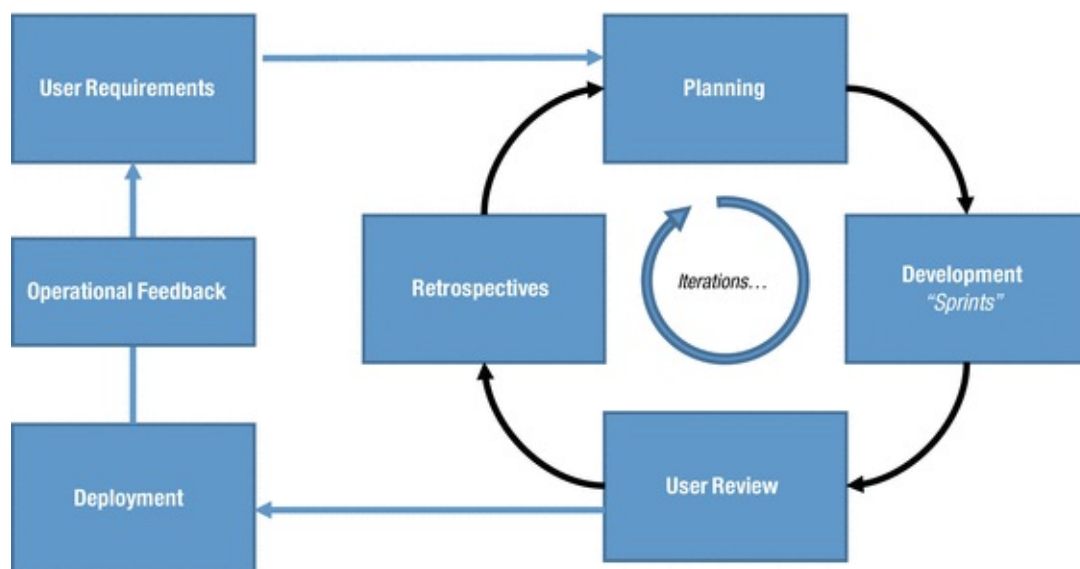 User Requirements
Planning
Operational Feedback
Retrospectives
Iterations…
Development
“Sprints”
Deployment
User Review